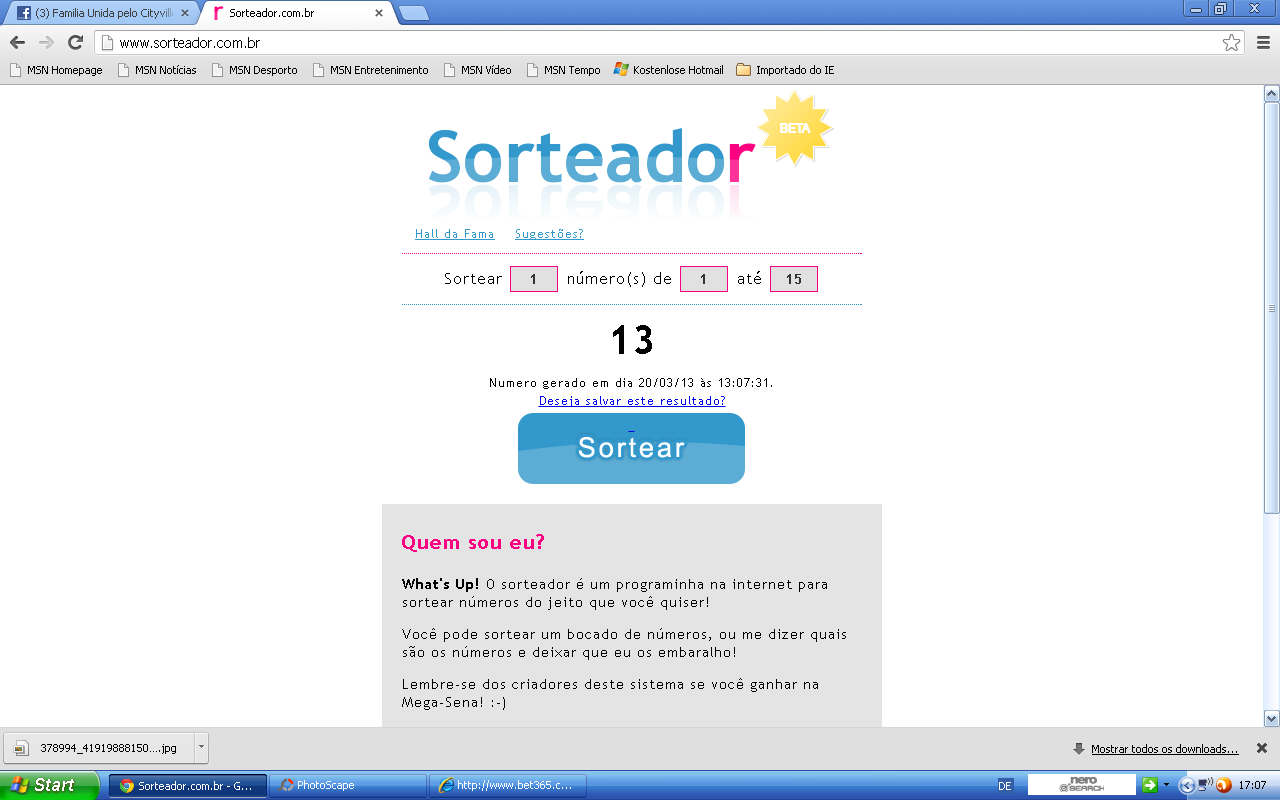 (3) Familia Unida pelo Cityvill
Sorteador.com.br
www.sorteador.com.br
MSN Homepage MSN Notícias MSN Desporto MSN Entretenimento MSN Vídeo MSN Tempo Kostenlose Hotmail Importado do IE
BETA
Sorteador
Hall da Fama Sugestões?
Sortear 1 número(s) de 1 até 15
13
Numero gerado em dia 20/03/13 às 13:07:31.
Deseja salvar este resultado?
Sortear
Quem sou eu?
What's Up! O sorteador é um programinha na internet para
sortear números do jeito que você quiser!
Você pode sortear um bocado de números, ou me dizer quais
são os números e deixar que eu os embaralho!
Lembre-se dos criadores deste sistema se você ganhar na
Mega-Sena! :-)
378994_41919888150....jpg Mostrar todos os downloads...
Start Sorteador.com.br - G... PhotoScape http://www.bet365.c... DE nero @SEARCH 17:07